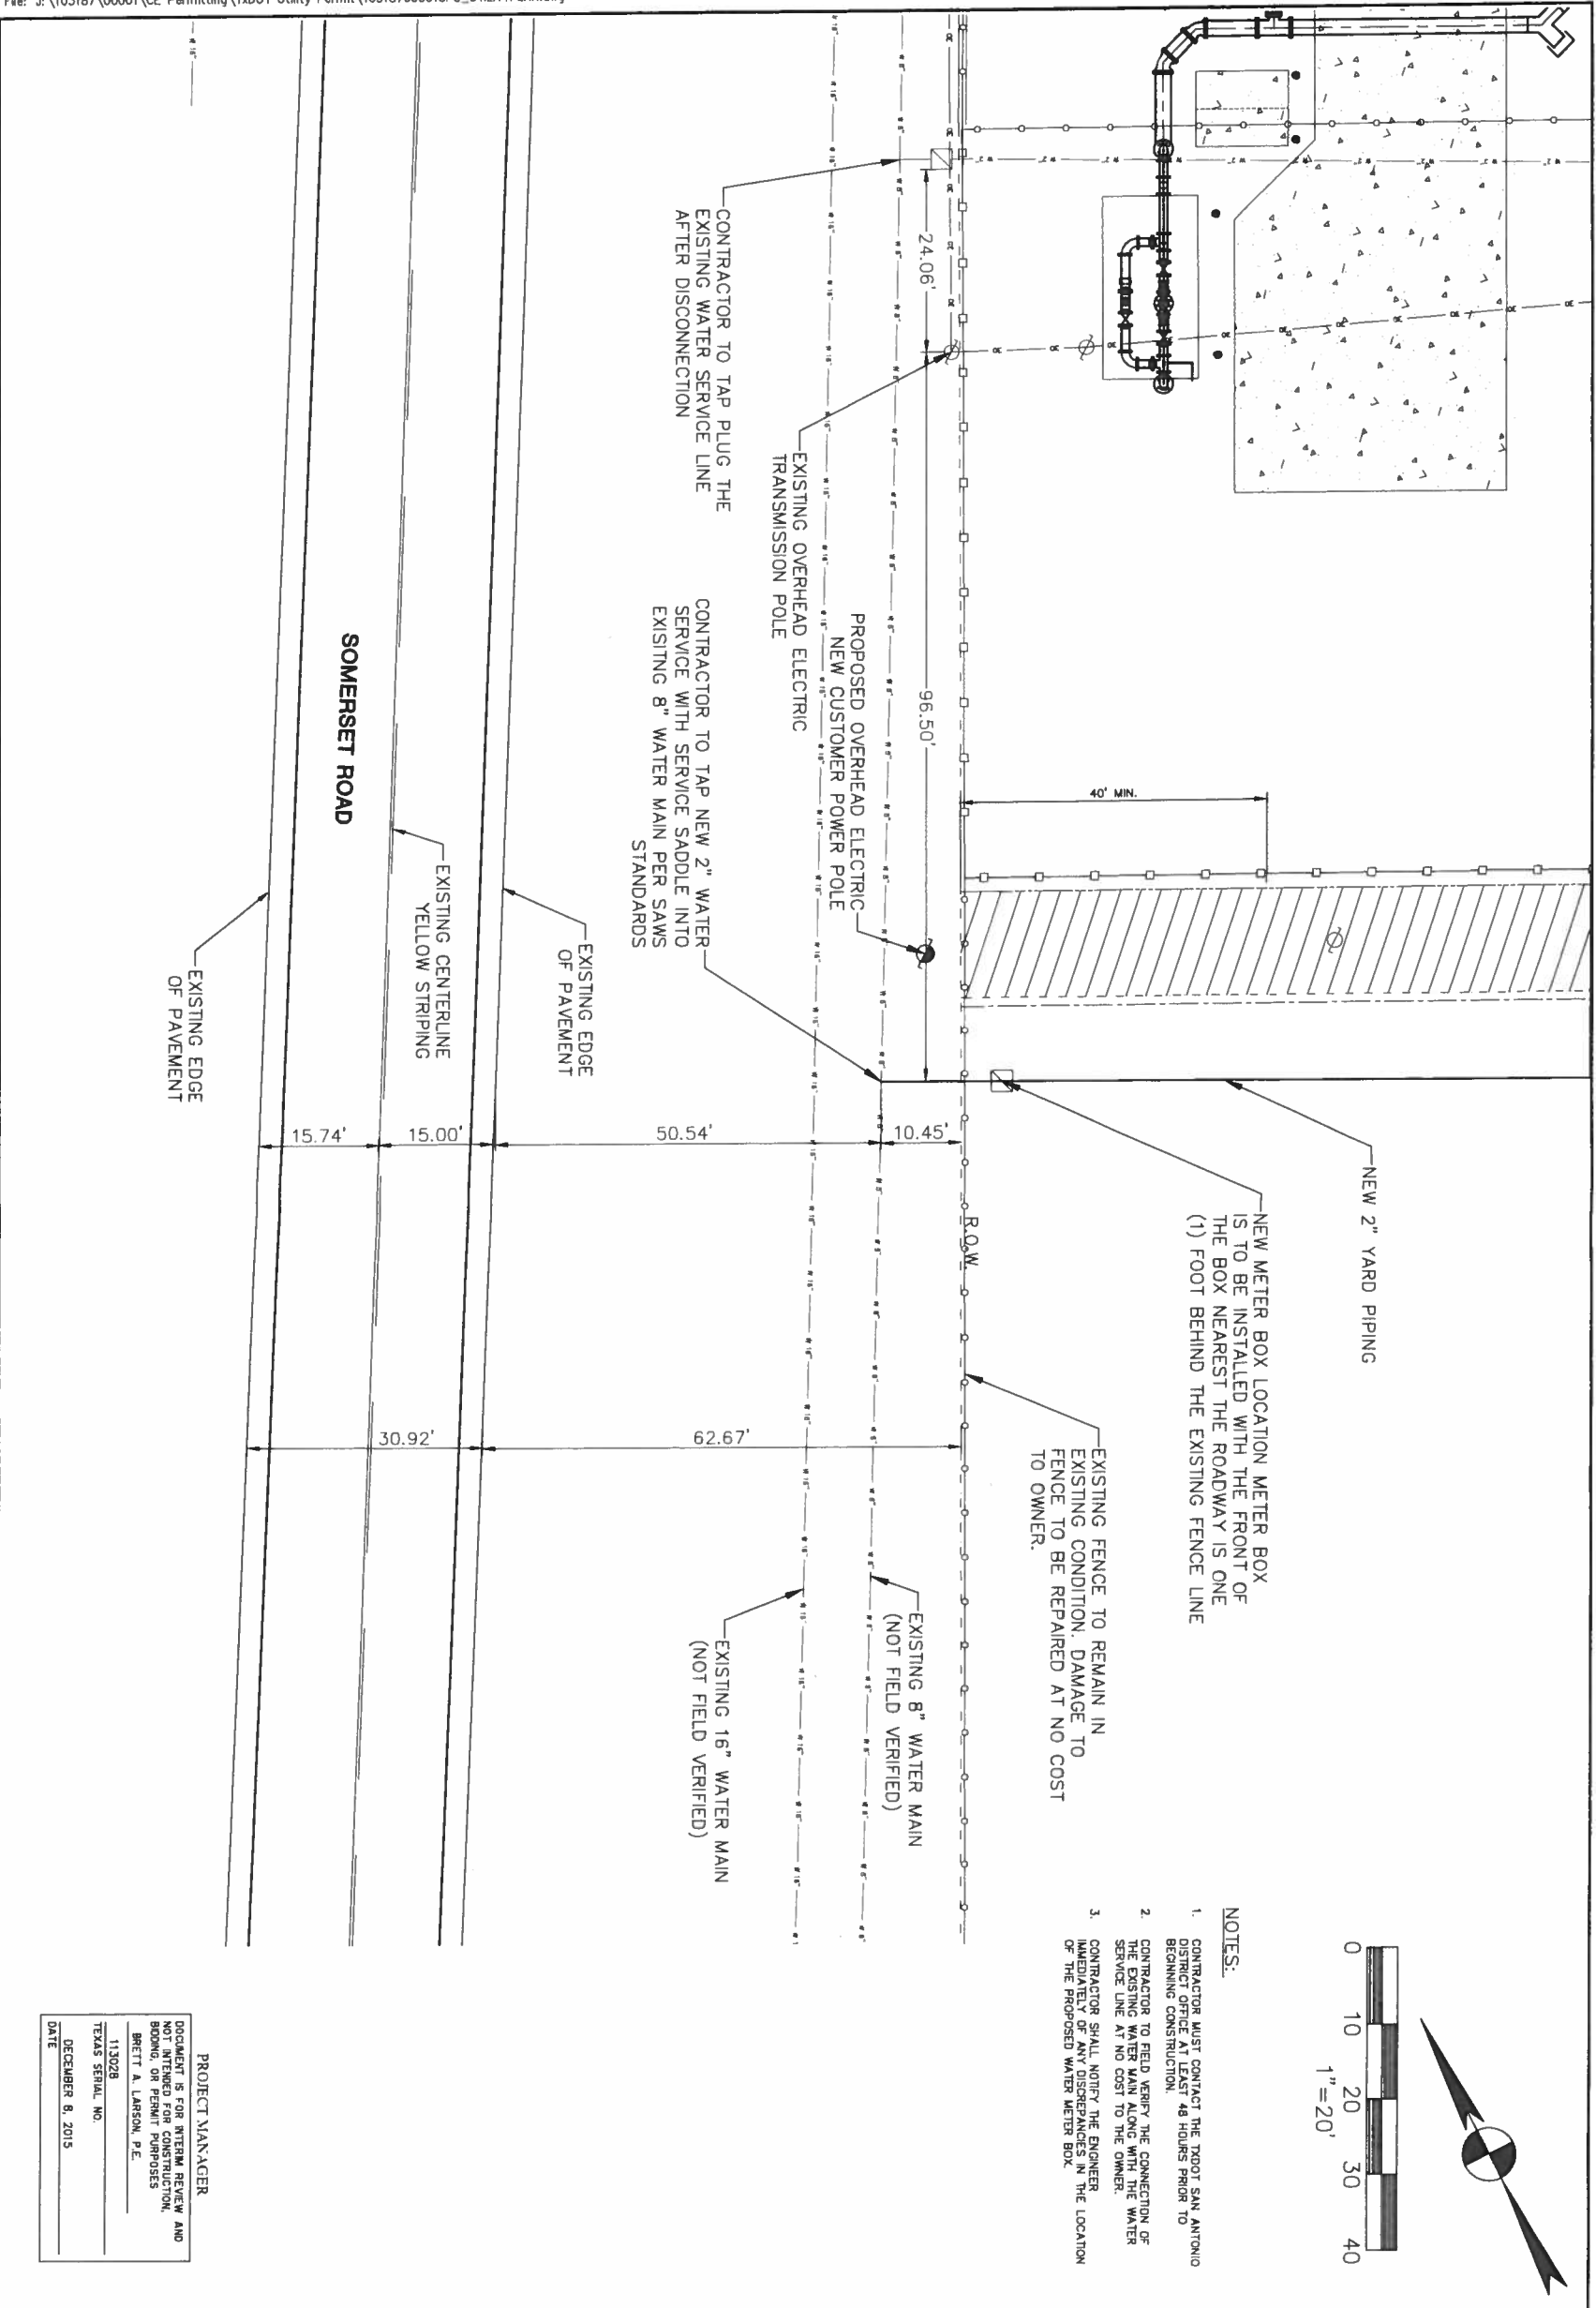 CONTRACTOR TO TAP PLUG THE
EXISTING WATER SERVICE LINE
AFTER DISCONNECTION
24.06'
EXISTING OVERHEAD ELECTRIC
TRANSMISSION POLE
PROPOSED OVERHEAD ELECTRIC
NEW CUSTOMER POWER POLE
96.50'
CONTRACTOR TO TAP NEW 2" WATER
SERVICE WITH SERVICE SADDLE INTO
EXISITNG 8" WATER MAIN PER SAWS
STANDARDS
40' MIN.
SOMERSET ROAD
EXISTING CENTERLINE
YELLOW STRIPING
EXISTING EDGE
OF PAVEMENT
EXISTING EDGE
OF PAVEMENT
15.74'
15.00'
50.54'
10.45'
30.92'
62.67'
R.O.W.
NEW 2" YARD PIPING
NEW METER BOX LOCATION METER BOX
IS TO BE INSTALLED WITH THE FRONT OF
THE BOX NEAREST THE ROADWAY IS ONE
(1) FOOT BEHIND THE EXISTING FENCE LINE
EXISTING FENCE TO REMAIN IN
EXISTING CONDITION. DAMAGE TO
FENCE TO BE REPAIRED AT NO COST
TO OWNER.
EXISTING 8" WATER MAIN
(NOT FIELD VERIFIED)
EXISTING 16" WATER MAIN
(NOT FIELD VERIFIED)
0 10 20 30 40
1"=20'
NOTES:
1. CONTRACTOR MUST CONTACT THE TXDOT SAN ANTONIO
DISTRICT OFFICE AT LEAST 48 HOURS PRIOR TO
BEGINNING CONSTRUCTION.
2. CONTRACTOR TO FIELD VERIFY THE CONNECTION OF
THE EXISTING WATER MAIN ALONG WITH THE WATER
SERVICE LINE AT NO COST TO THE OWNER.
3. CONTRACTOR SHALL NOTIFY THE ENGINEER
IMMEDIATELY OF ANY DISCREPANCIES IN THE LOCATION
OF THE PROPOSED WATER METER BOX.
PROJECT MANAGER
DOCUMENT IS FOR INTERIM REVIEW AND
NOT INTENDED FOR CONSTRUCTION,
BIDDING, OR PERMIT PURPOSES
BRETT A. LARSON, P.E.
113028
TEXAS SERIAL NO.
DECEMBER 8, 2015
DATE